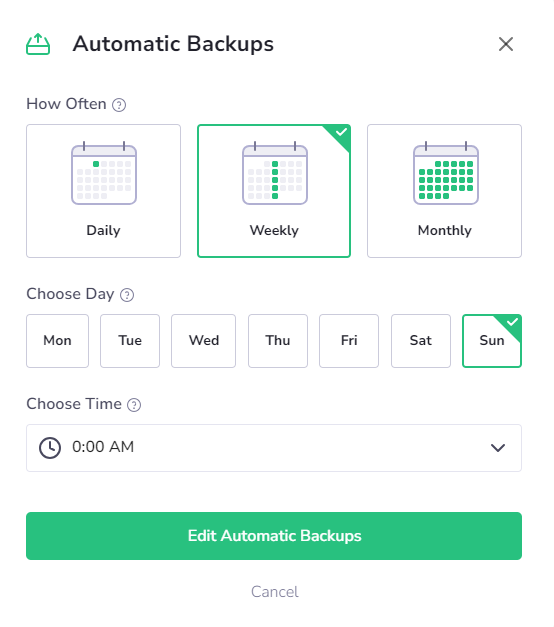 Automatic Backups
How Often ?
Daily
Weekly
Monthly
Choose Day ?
Mon Tue Wed Thu Fri Sat Sun
Choose Time ?
0:00 AM
Edit Automatic Backups
Cancel